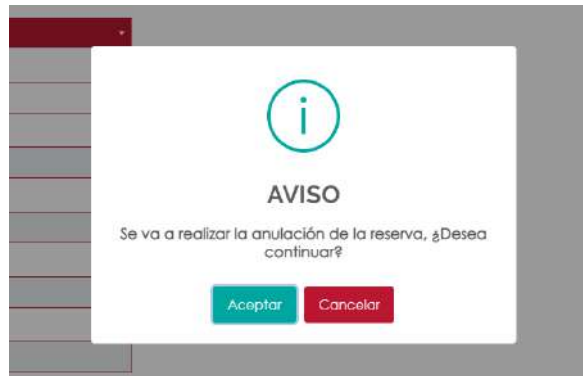 AVISO
Se va a realizar la anulación de la reserva, ¿Desea
continuar?
Aceptar Cancelar